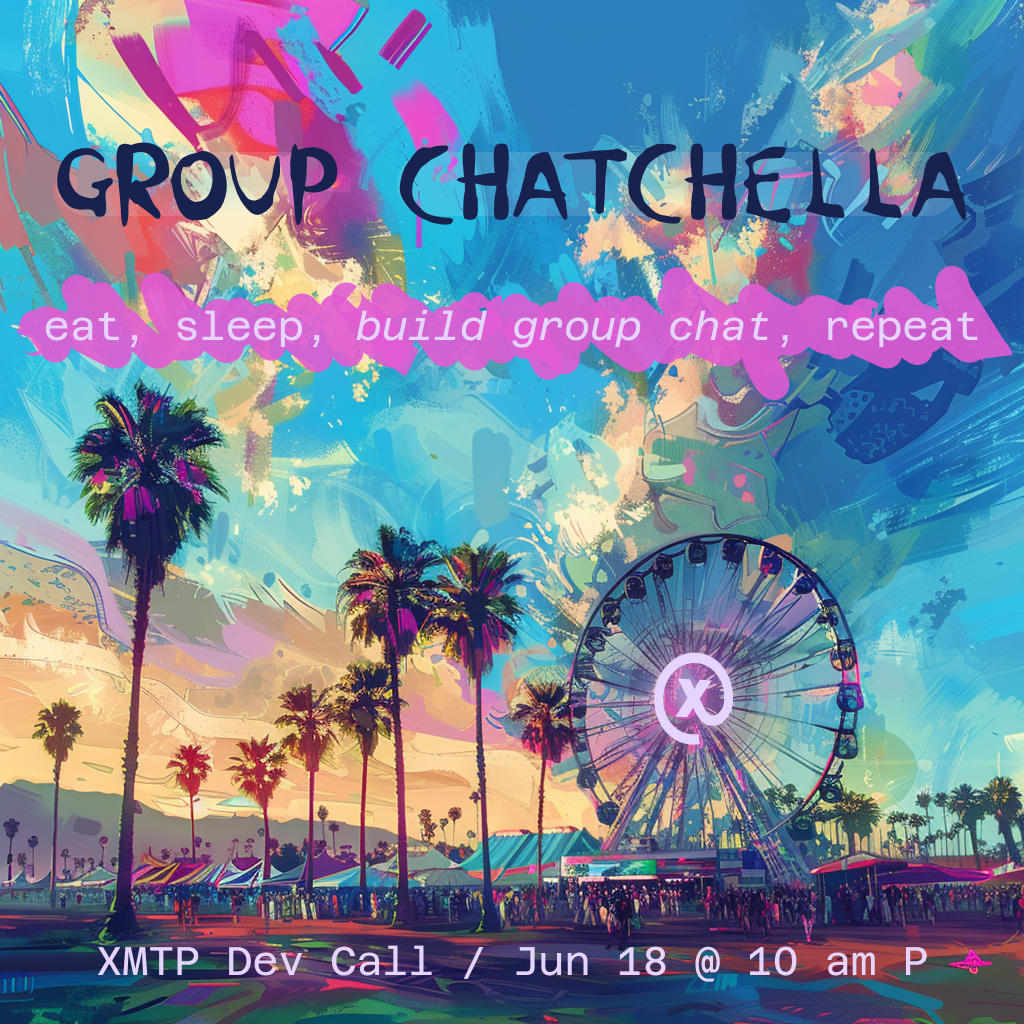 GROUP CHATCHELLA
eat, sleep, build group chat, repeat
X
XMTP Dev Call / Jun 18 @ 10 am P